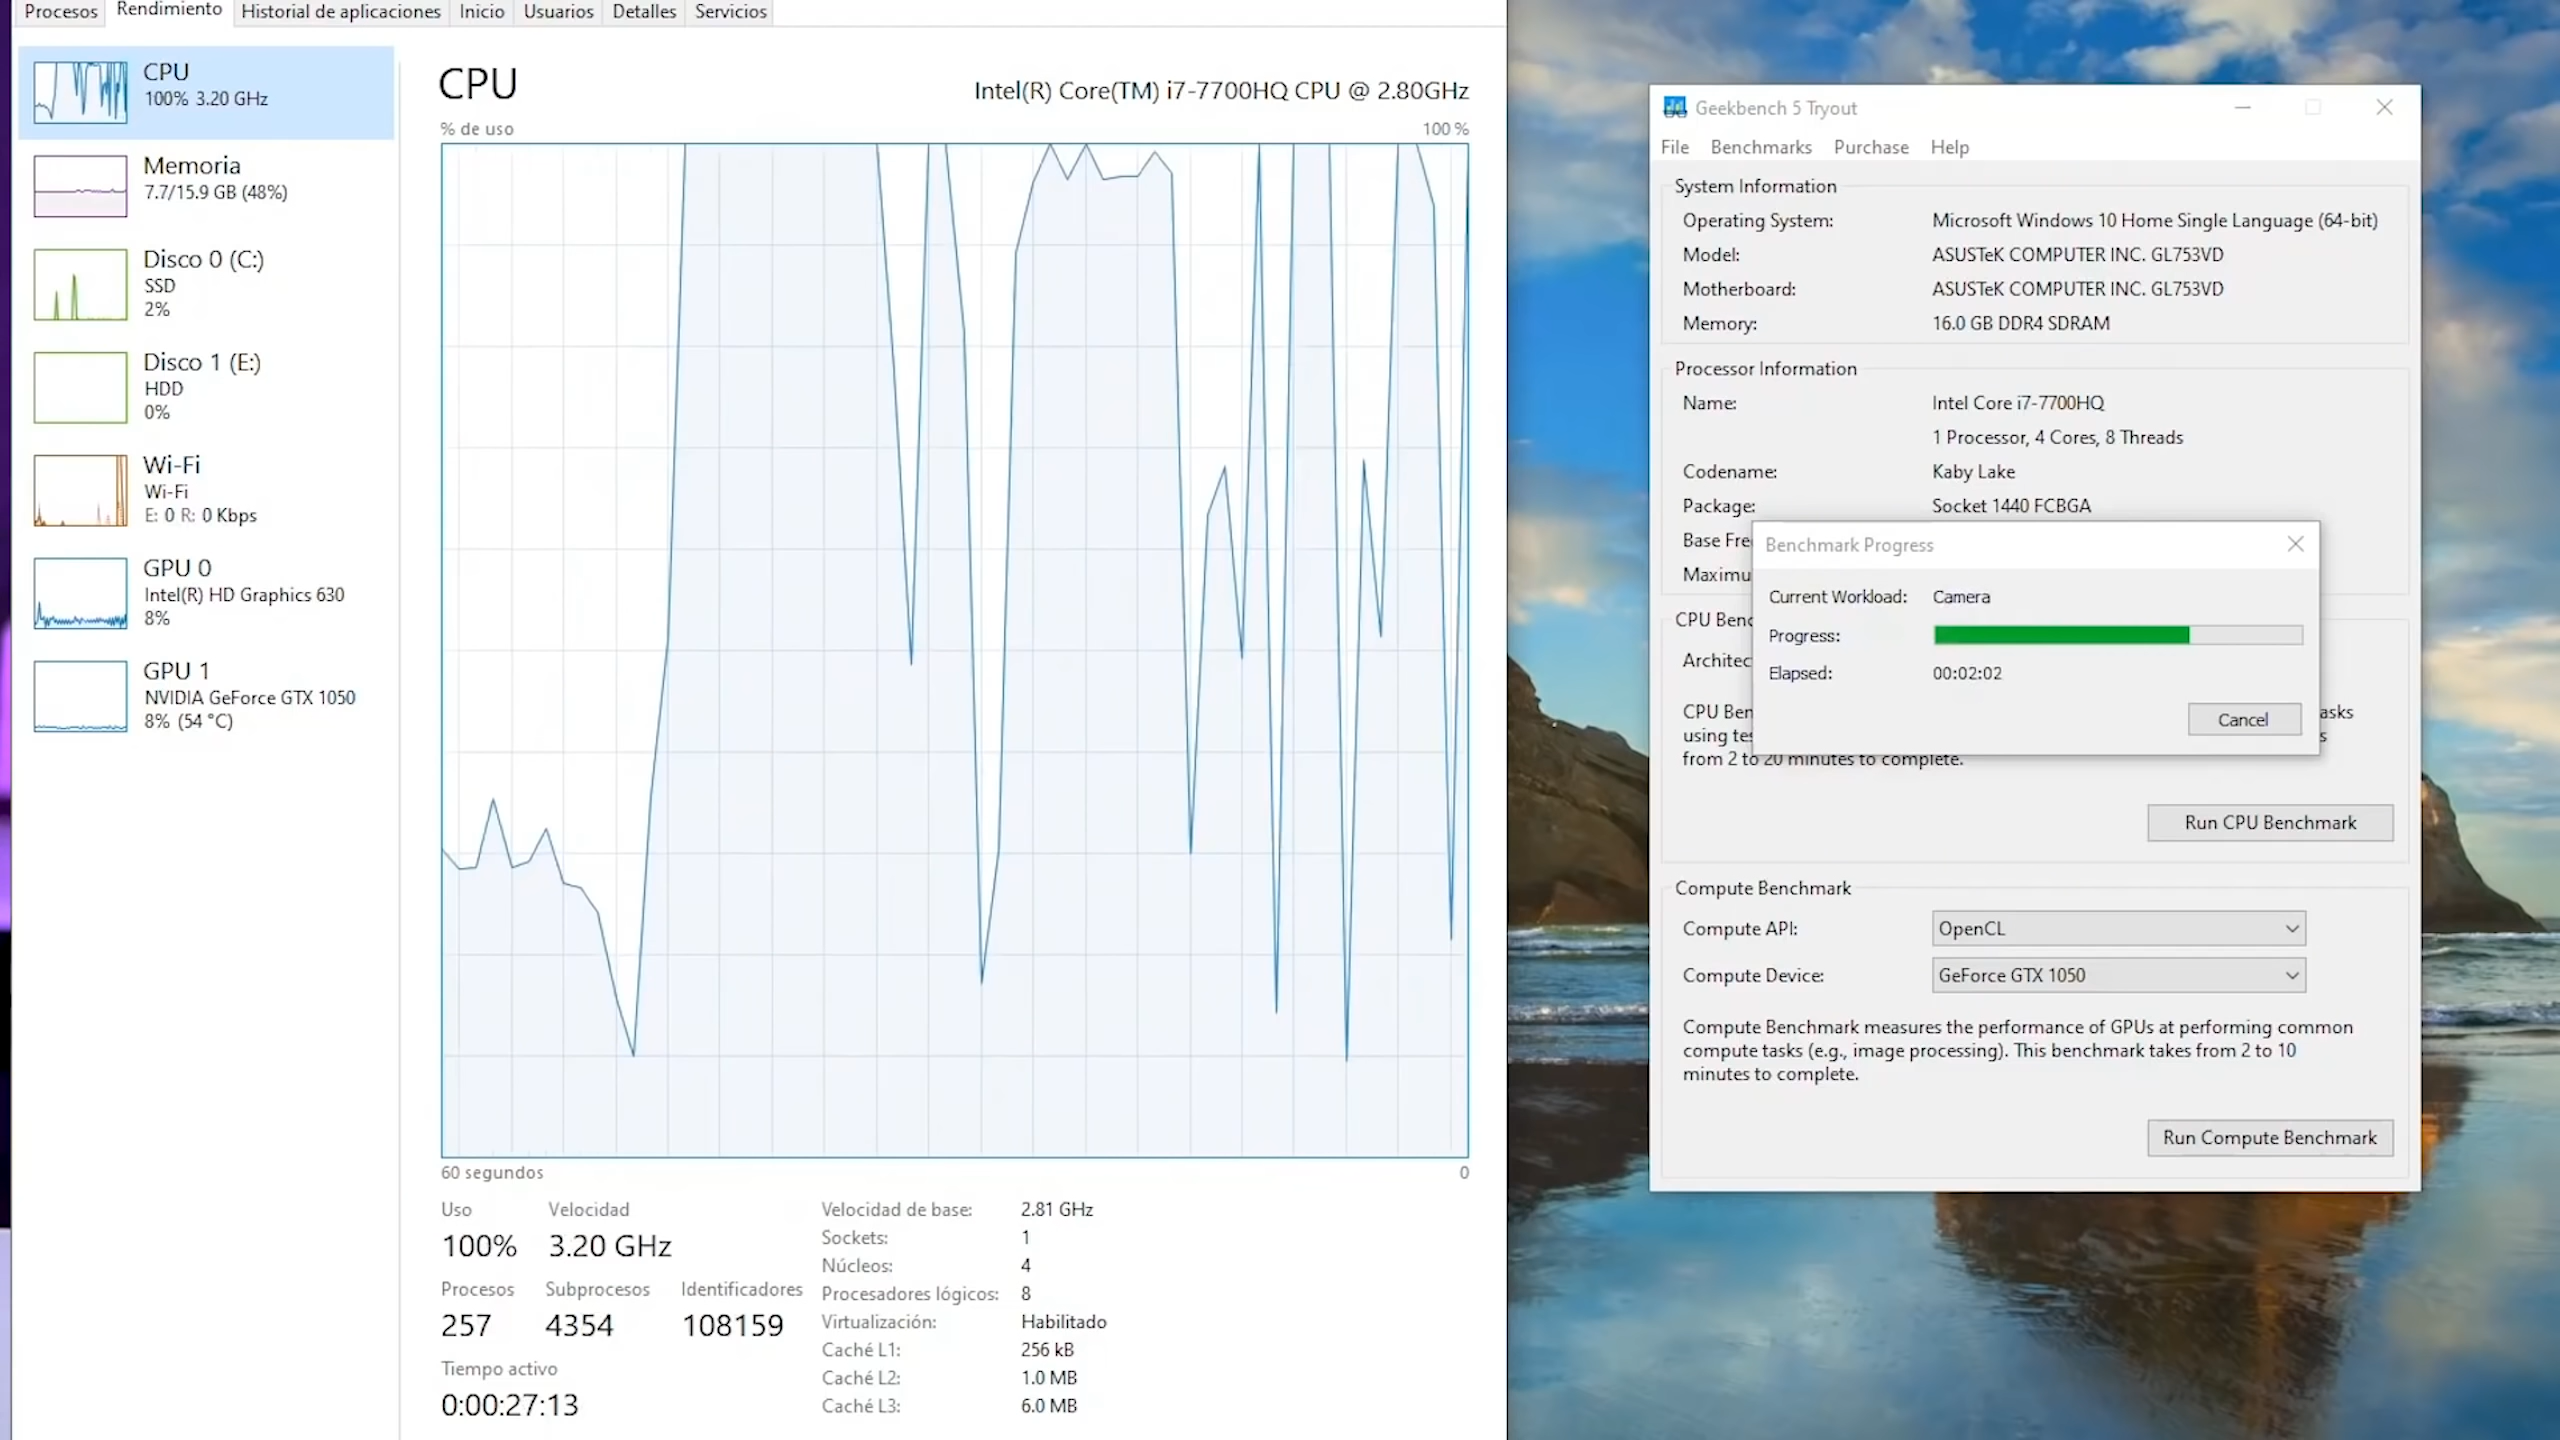 Procesos
Rendimiento
Historial de aplicaciones
Inicio
Usuarios
Detalles
Servicios
CPU
100% 3.20 GHz
Memoria
7.7/15.9 GB (48%)
Disco 0 (C:)
SSD
2%
Disco 1 (E:)
HDD
0%
Wi-Fi
Wi-Fi
E: 0 R: 0 Kbps
GPU 0
Intel(R) HD Graphics 630
8%
GPU 1
NVIDIA GeForce GTX 1050
8% (54 °C)
CPU
Intel(R) Core(TM) i7-7700HQ CPU @ 2.80GHz
% de uso
100 %
60 segundos
0
Uso
Velocidad
100%
3.20 GHz
Procesos
Subprocesos
Identificadores
257
4354
108159
Tiempo activo
0:00:27:13
Velocidad de base: 2.81 GHz
Sockets: 1
Núcleos: 4
Procesadores lógicos: 8
Virtualización: Habilitado
Caché L1: 256 kB
Caché L2: 1.0 MB
Caché L3: 6.0 MB
Geekbench 5 Tryout
File Benchmarks Purchase Help
System Information
Operating System: Microsoft Windows 10 Home Single Language (64-bit)
Model: ASUSTeK COMPUTER INC. GL753VD
Motherboard: ASUSTeK COMPUTER INC. GL753VD
Memory: 16.0 GB DDR4 SDRAM
Processor Information
Name: Intel Core i7-7700HQ
1 Processor, 4 Cores, 8 Threads
Codename: Kaby Lake
Package: Socket 1440 FCBGA
Base Fre
Maximu
CPU Benc
Architec
CPU Ben
asks
using te
s
from 2 to 20 minutes to complete.
Benchmark Progress
Current Workload: Camera
Progress:
Elapsed: 00:02:02
Cancel
Run CPU Benchmark
Compute Benchmark
Compute API: OpenCL
Compute Device: GeForce GTX 1050
Compute Benchmark measures the performance of GPUs at performing common
compute tasks (e.g., image processing). This benchmark takes from 2 to 10
minutes to complete.
Run Compute Benchmark